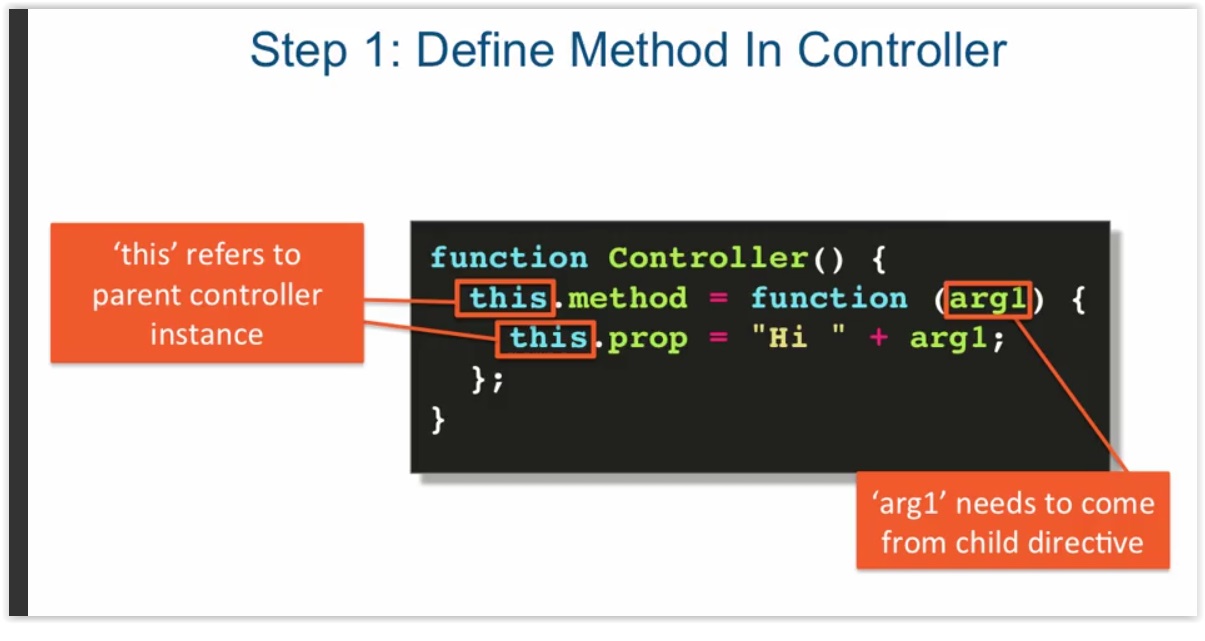 Step 1: Define Method In Controller
‘this’ refers to
parent controller
instance
function Controller() {
this.method = function (arg1) {
this.prop = "Hi " + arg1;
};
}
‘arg1’ needs to come
from child directive